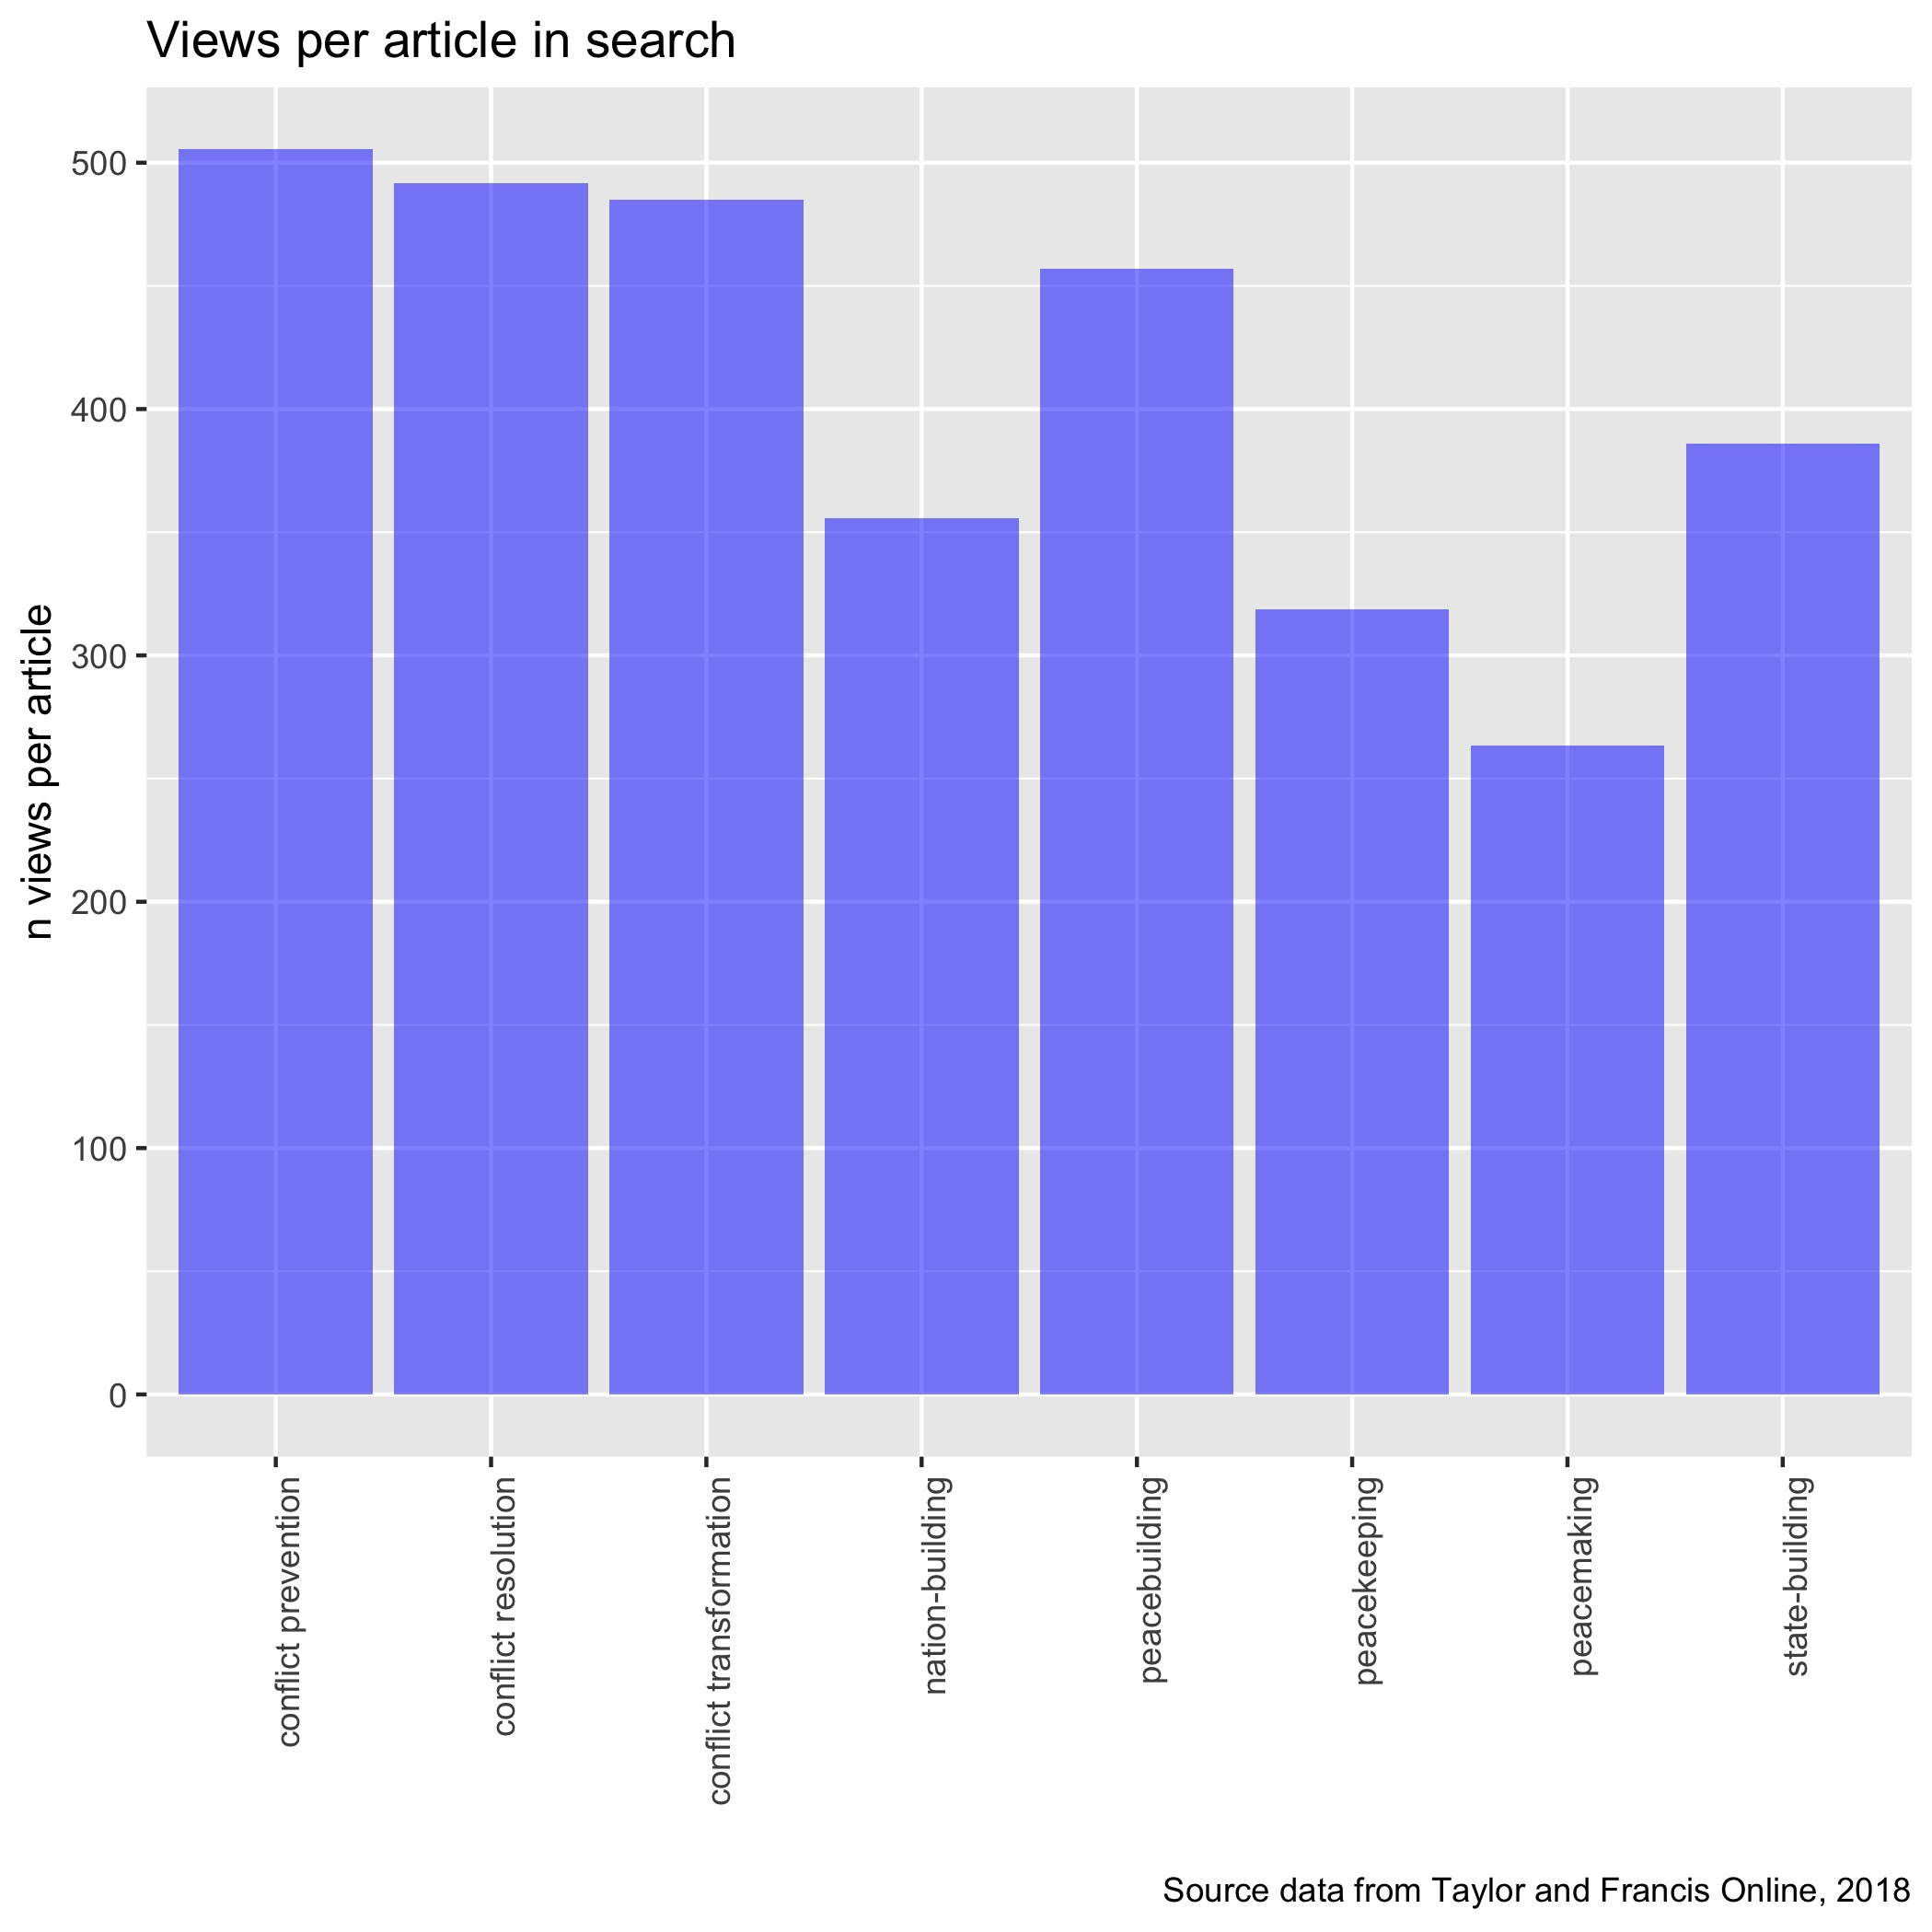 Views per article in search
n views per article
500
400
300
200
100
0
conflict prevention
conflict resolution
conflict transformation
nation-building
peacebuilding
peacekeeping
peacemaking
state-building
Source data from Taylor and Francis Online, 2018